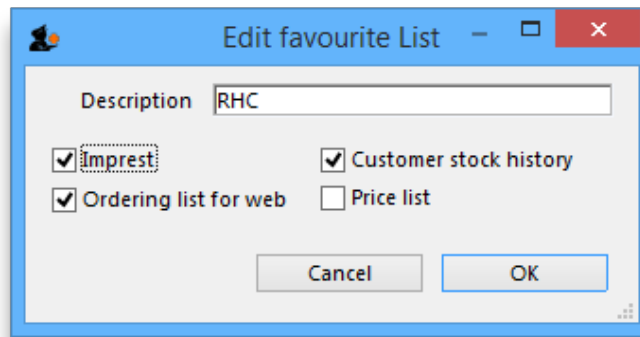 Edit favourite List
Description RHC
Imprest Customer stock history
Ordering list for web Price list
Cancel OK